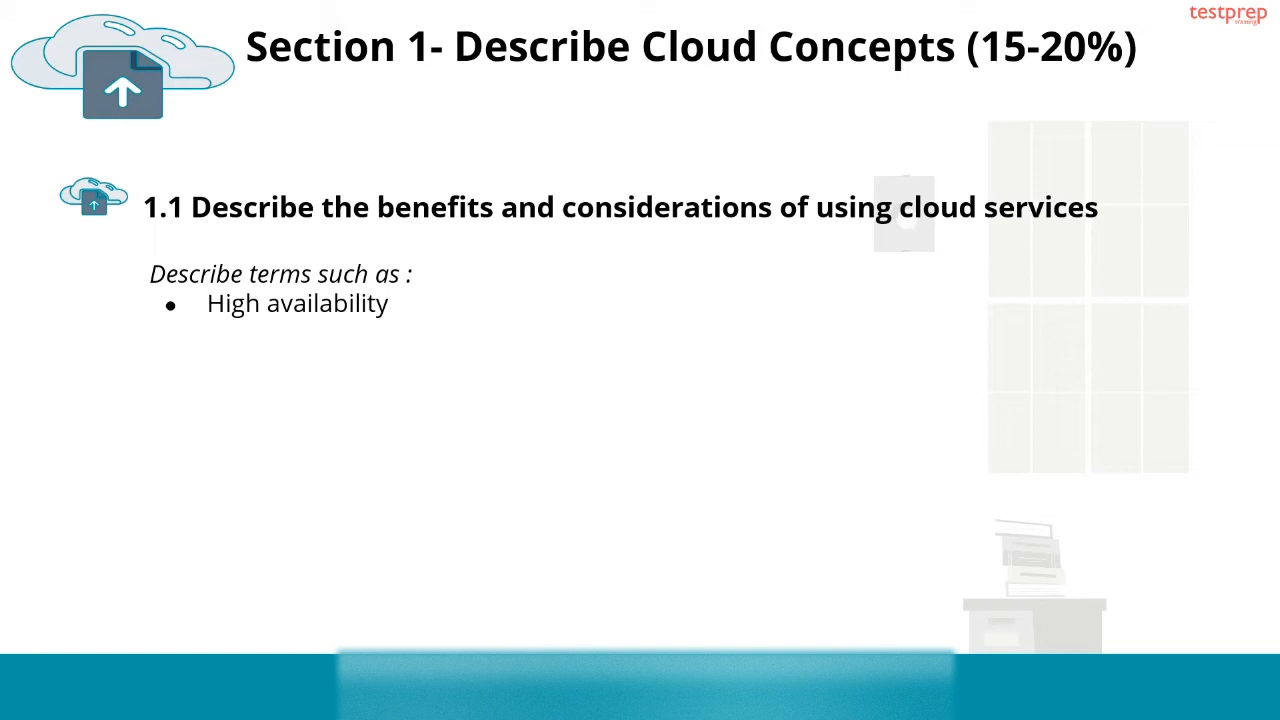 testprep
training
Section 1- Describe Cloud Concepts (15-20%)
1.1 Describe the benefits and considerations of using cloud services
Describe terms such as :
● High availability